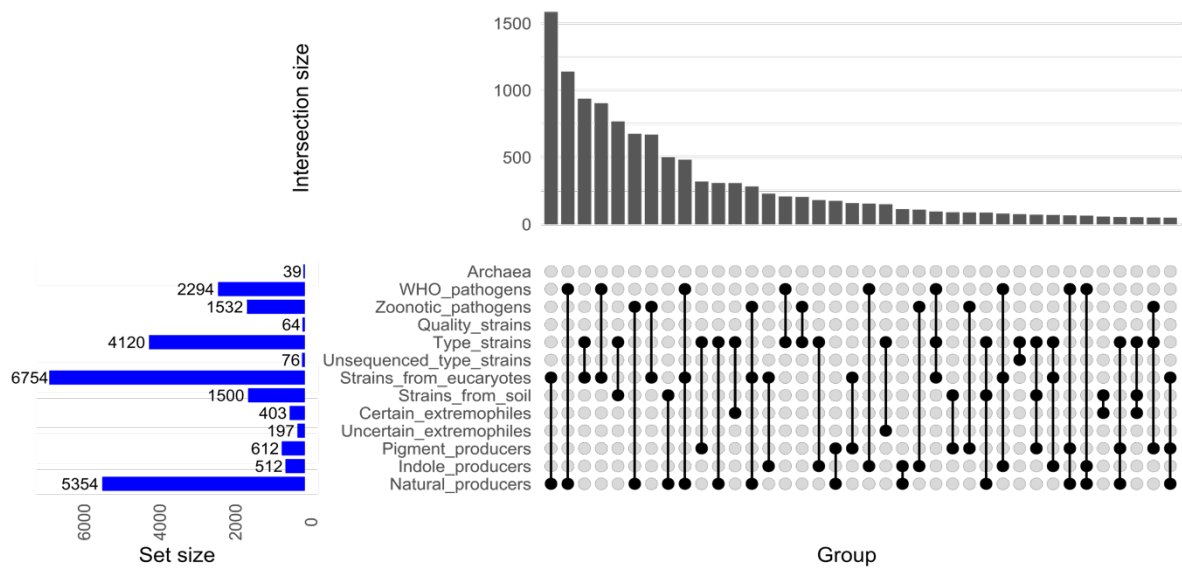 Intersection size
1500
1000
500
0
39 Archaea
2294 WHO_pathogens
1532 Zoonotic_pathogens
64 Quality_strains
4120 Type_strains
76 Unsequenced_type_strains
6754 Strains_from_eucaryotes
1500 Strains_from_soil
403 Certain_extremophiles
197 Uncertain_extremophiles
612 Pigment_producers
512 Indole_producers
5354 Natural_producers
6000 4000 2000 0
Set size Group